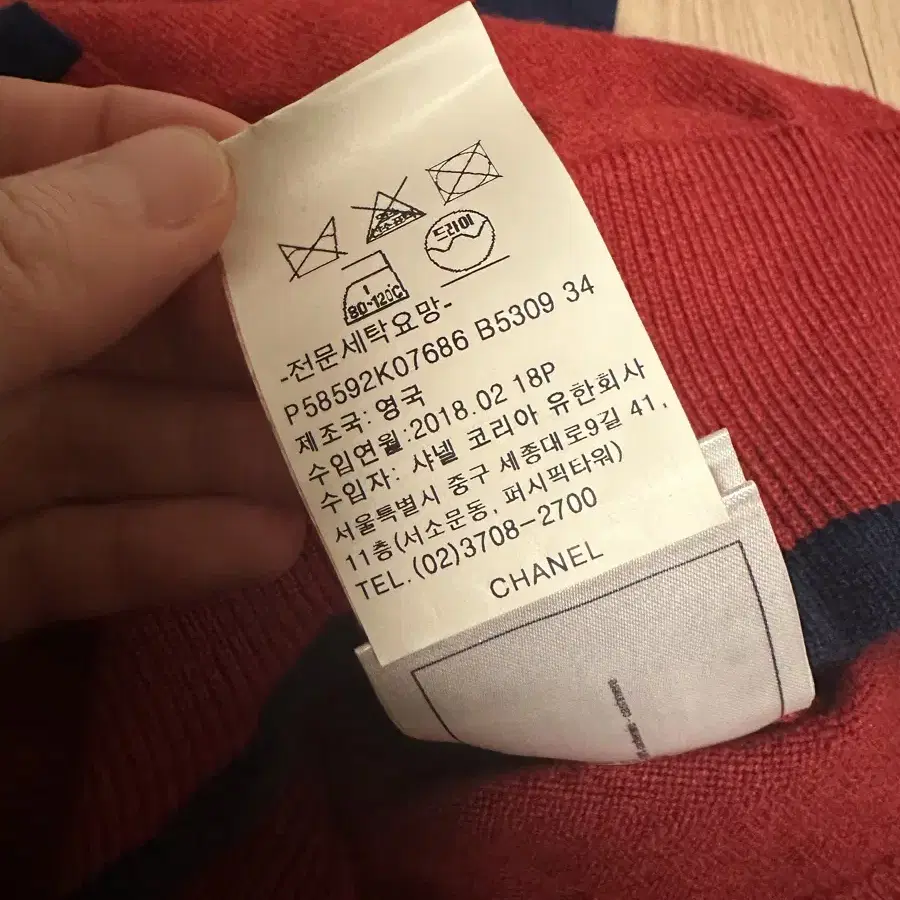 드라이
80-120℃
-전문세탁요망-
P58592K07686 B5309 34
제조국: 영국
수입연월:2018.02 18P
수입자: 샤넬 코리아 유한회사
서울특별시 중구 세종대로9길 41,
11층(서소문동, 퍼시픽타워)
TEL.(02)3708-2700
CHANEL